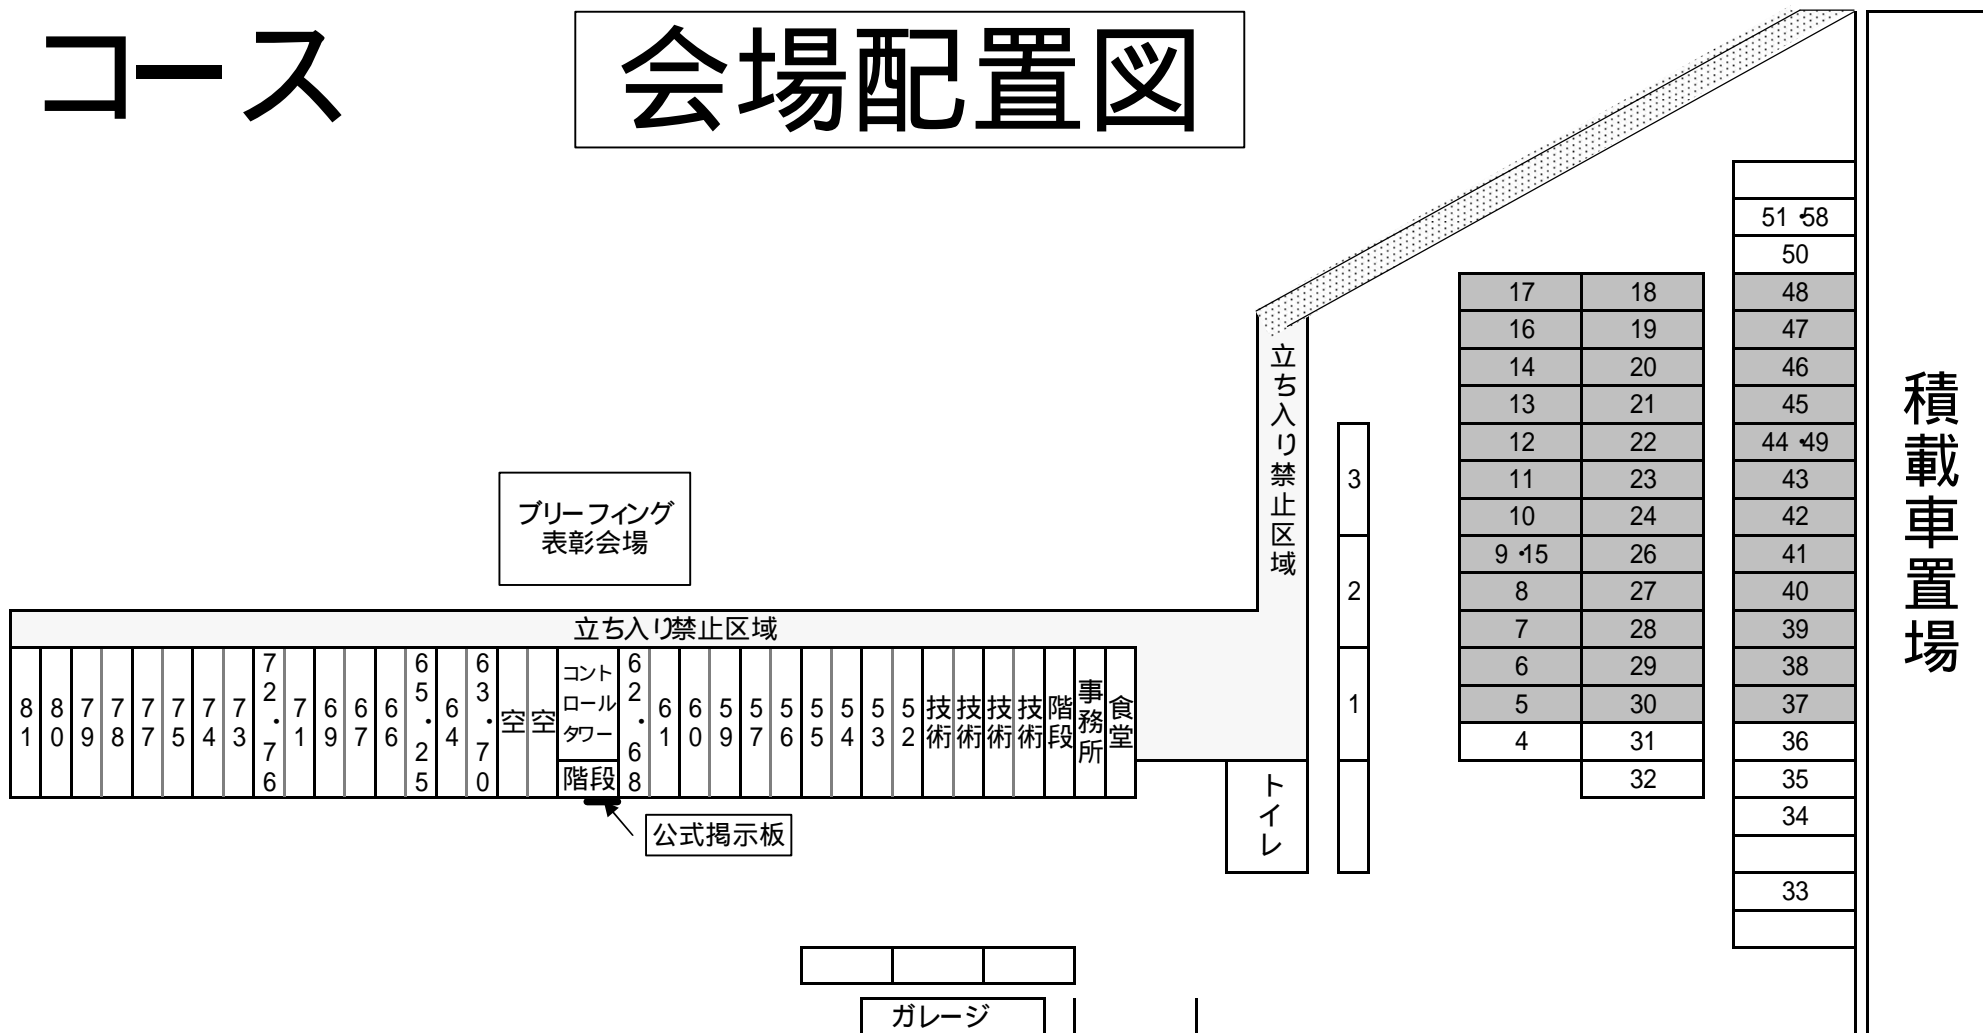 コース
会場配置図
51・58
50
17 18 48
16 19 47
14 20 46
13 21 45
12 22 44・49
11 23 43
10 24 42
9・15 26 41
8 27 40
7 28 39
6 29 38
5 30 37
4 31 36
32 35
34
33
積載車置場
立ち入り禁止区域
3
2
1
ブリーフィング
表彰会場
立ち入り禁止区域
81
80
79
78
77
75
74
73
72・76
71
69
67
66
65・25
64
63・70
空
空
コント
ロール
タワー
階段
62・68
61
60
59
57
56
55
54
53
52
技術
技術
技術
技術
階段
事務所
食堂
トイレ
公式掲示板
ガレージ